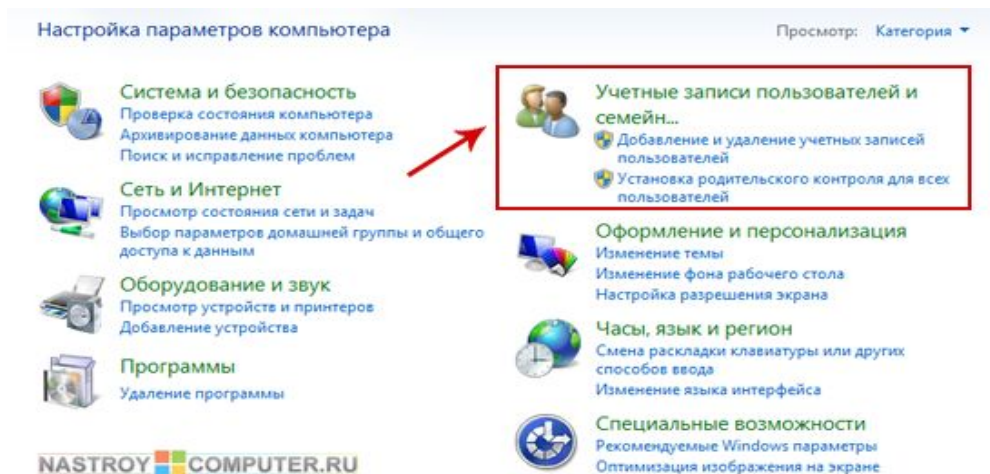 Настройка параметров компьютера
Просмотр: Категория
Система и безопасность
Проверка состояния компьютера
Архивирование данных компьютера
Поиск и исправление проблем
Сеть и Интернет
Просмотр состояния сети и задач
Выбор параметров домашней группы и общего
доступа к данным
Оборудование и звук
Просмотр устройств и принтеров
Добавление устройства
Программы
Удаление программы
Учетные записи пользователей и
семейн...
Добавление и удаление учетных записей
пользователей
Установка родительского контроля для всех
пользователей
Оформление и персонализация
Изменение темы
Изменение фона рабочего стола
Настройка разрешения экрана
Часы, язык и регион
Смена раскладки клавиатуры или других
способов ввода
Изменение языка интерфейса
Специальные возможности
Рекомендуемые Windows параметры
Оптимизация изображения на экране
NASTROY COMPUTER.RU